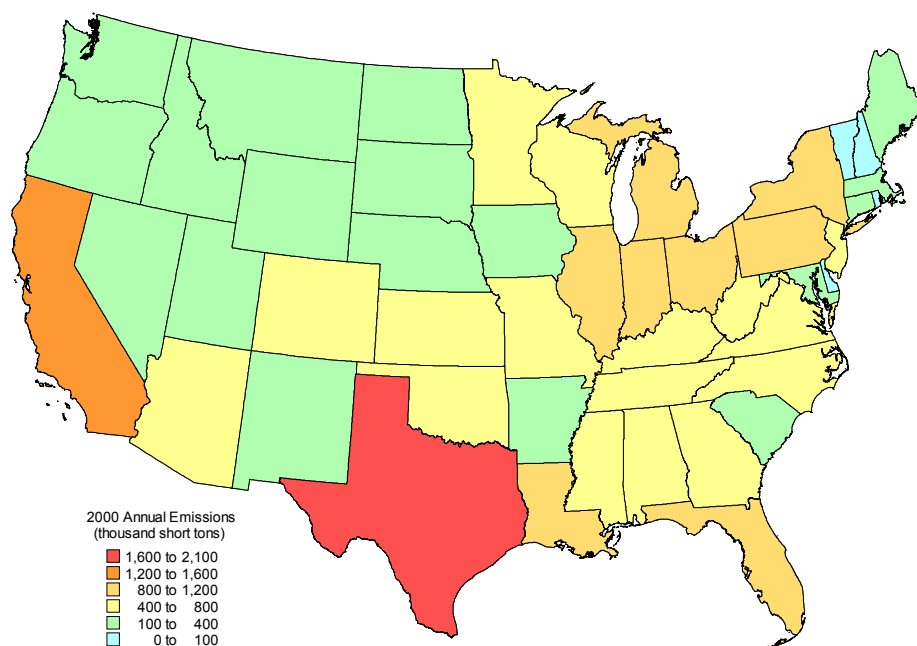 2000 Annual Emissions
(thousand short tons)
1,600 to 2,100
1,200 to 1,600
800 to 1,200
400 to 800
100 to 400
0 to 100